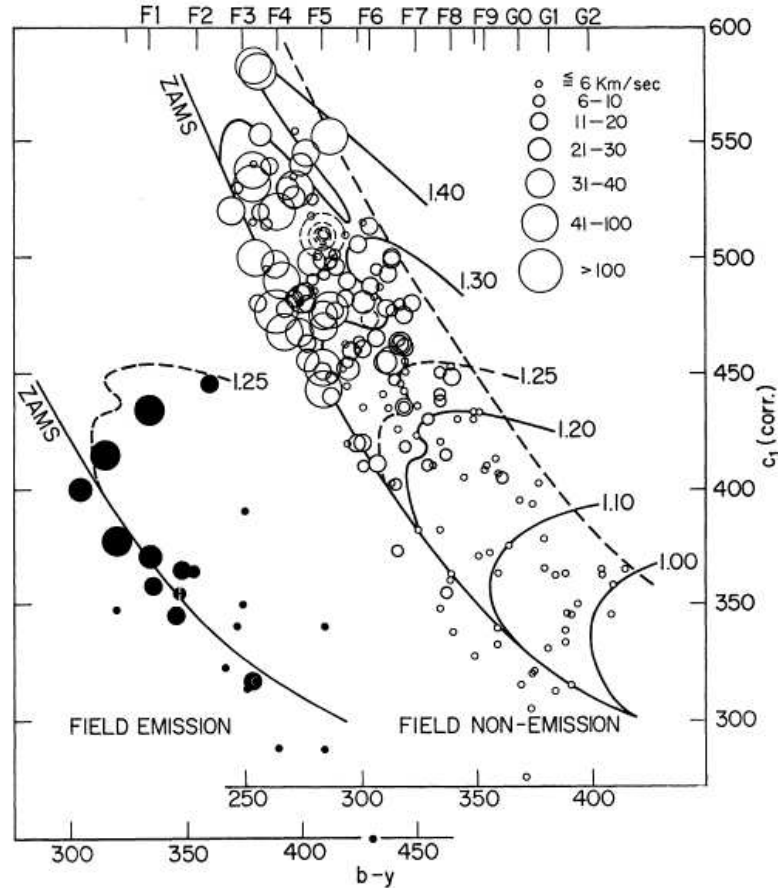 F1 F2 F3 F4 F5 F6 F7 F8 F9 G0 G1 G2
600
ZAMS
≦ 6 Km/sec
6-10
11-20
21-30
31-40
41-100
>100
550
1.40
500
1.30
450
1.25
1.25
ZAMS
1.20
c₁ (corr.)
400
1.10
1.00
350
300
FIELD EMISSION
FIELD NON-EMISSION
250 300 350 400
300 350 400 450
b-y